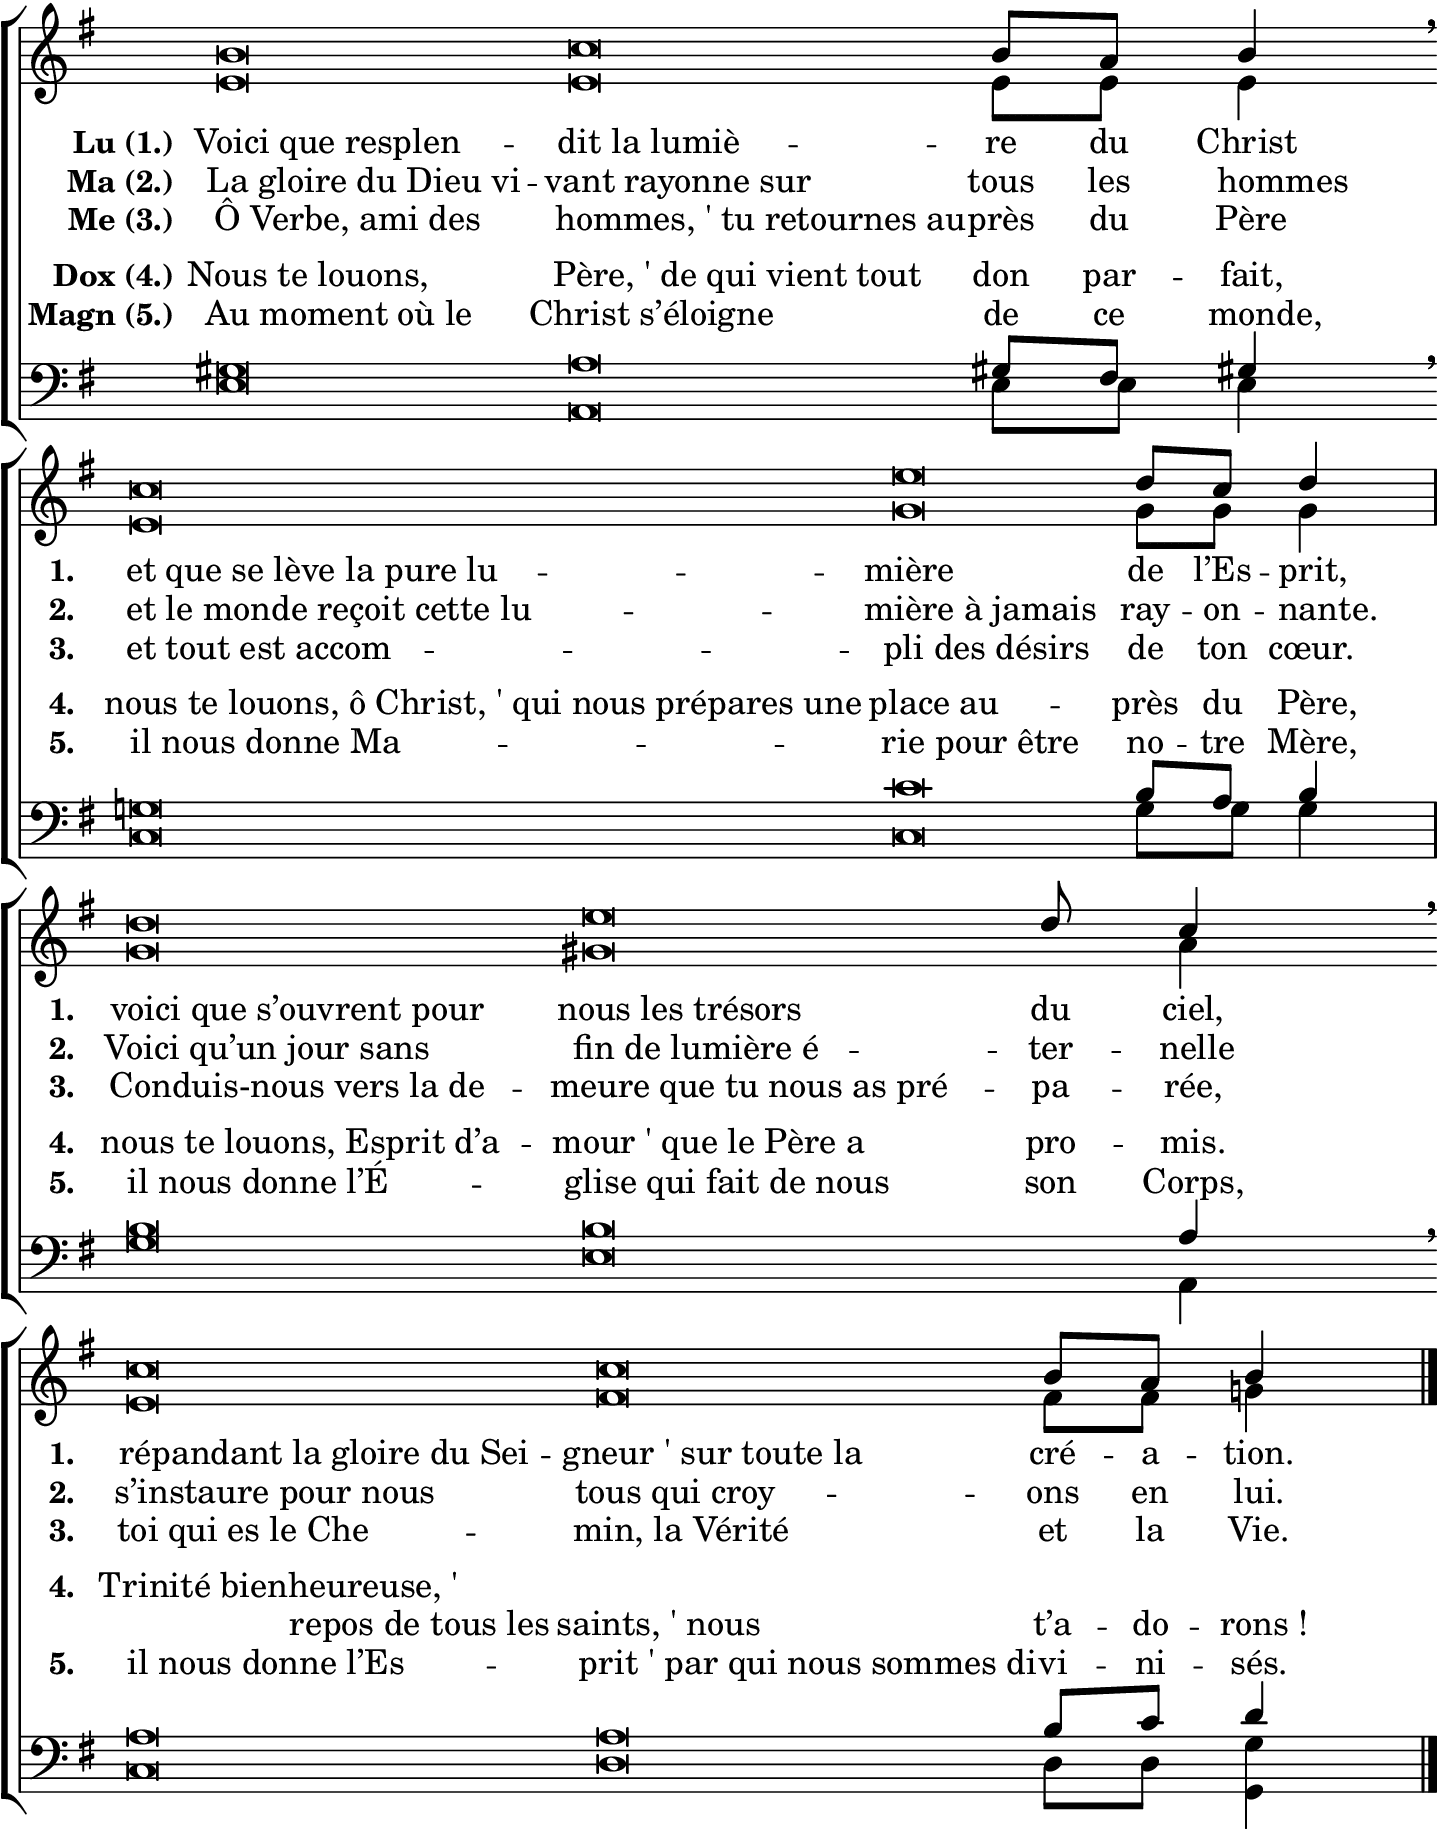 Lu (1.) Voici que resplen -- dit la lumiè -- re du Christ
Ma (2.) La gloire du Dieu vi -- vant rayonne sur tous les hommes
Me (3.) Ô Verbe, ami des hommes, ' tu retournes auprès du Père
Dox (4.) Nous te louons, Père, ' de qui vient tout don par -- fait,
Magn (5.) Au moment où le Christ s’éloigne de ce monde,
1. et que se lève la pure lu -- mière de l’Es -- prit,
2. et le monde reçoit cette lu -- mière à jamais ray -- on -- nante.
3. et tout est accom -- pli des désirs de ton cœur.
4. nous te louons, ô Christ, ' qui nous prépares une place au -- près du Père,
5. il nous donne Ma -- rie pour être no -- tre Mère,
1. voici que s’ouvrent pour nous les trésors du ciel,
2. Voici qu’un jour sans fin de lumière é -- ter -- nelle
3. Conduis-nous vers la de -- meure que tu nous as pré -- pa -- rée,
4. nous te louons, Esprit d’a -- mour ' que le Père a pro -- mis.
5. il nous donne l’É -- glise qui fait de nous son Corps,
1. répandant la gloire du Sei -- gneur ' sur toute la cré -- a -- tion.
2. s’instaure pour nous tous qui croy -- ons en lui.
3. toi qui es le Che -- min, la Vérité et la Vie.
4. Trinité bienheureuse, '
repos de tous les saints, ' nous t’a -- do -- rons !
5. il nous donne l’Es -- prit ' par qui nous sommes divi -- ni -- sés.